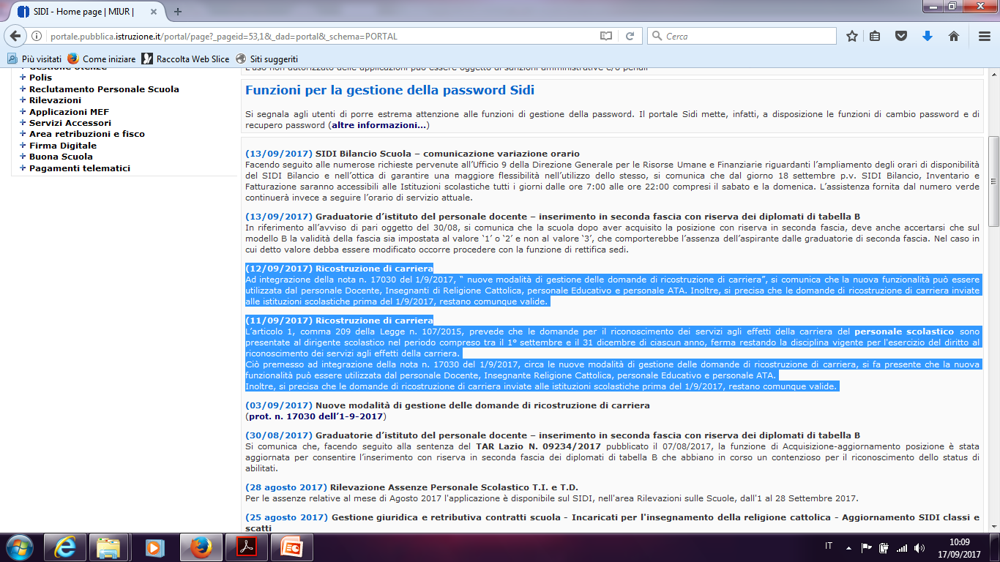 SIDI - Home page | MIUR |
portale.pubblica.istruzione.it/portal/page?_pageid=53,1&_dad=portal&_schema=PORTAL
Cerca
Più visitati Come iniziare Raccolta Web Slice Siti suggeriti
Gestione Utenze
Polis
Reclutamento Personale Scuola
Rilevazioni
Applicazioni MEF
Servizi Accessori
Area retribuzioni e fisco
Firma Digitale
Buona Scuola
Pagamenti telematici
L'uso non autorizzato delle applicazioni può essere oggetto di sanzioni amministrative e/o penali
Funzioni per la gestione della password Sidi
Si segnala agli utenti di porre estrema attenzione alle funzioni di gestione della password. Il portale Sidi mette, infatti, a disposizione le funzioni di cambio password e di
recupero password (altre informazioni...)
(13/09/2017) SIDI Bilancio Scuola – comunicazione variazione orario
Facendo seguito alle numerose richieste pervenute all’Ufficio 9 della Direzione Generale per le Risorse Umane e Finanziarie riguardanti l’ampliamento degli orari di disponibilità
del SIDI Bilancio e nell’ottica di garantire una maggiore flessibilità nell’utilizzo dello stesso, si comunica che dal giorno 18 settembre p.v. SIDI Bilancio, Inventario e
Fatturazione saranno accessibili alle Istituzioni scolastiche tutti i giorni dalle ore 7:00 alle ore 22:00 compresi il sabato e la domenica. L’assistenza fornita dal numero verde
continuerà invece a seguire l’orario di servizio attuale.
(13/09/2017) Graduatorie d’istituto del personale docente – inserimento in seconda fascia con riserva dei diplomati di tabella B
In riferimento all’avviso di pari oggetto del 30/08, si comunica che la scuola dopo aver acquisito la posizione con riserva in seconda fascia, deve anche accertarsi che sul
modello B la validità della fascia sia impostata al valore ‘1’ o ‘2’ e non al valore ‘3’, che comporterebbe l’assenza dell’aspirante dalle graduatorie di seconda fascia. Nel caso in
cui detto valore debba essere modificato occorre procedere con la funzione di rettifica sedi.
(12/09/2017) Ricostruzione di carriera
Ad integrazione della nota n. 17030 del 1/9/2017, “ nuove modalità di gestione delle domande di ricostruzione di carriera”, si comunica che la nuova funzionalità può essere
utilizzata dal personale Docente, Insegnanti di Religione Cattolica, personale Educativo e personale ATA. Inoltre, si precisa che le domande di ricostruzione di carriera inviate
alle istituzioni scolastiche prima del 1/9/2017, restano comunque valide.
(11/09/2017) Ricostruzione di carriera
L’articolo 1, comma 209 della Legge n. 107/2015, prevede che le domande per il riconoscimento dei servizi agli effetti della carriera del personale scolastico sono
presentate al dirigente scolastico nel periodo compreso tra il 1° settembre e il 31 dicembre di ciascun anno, ferma restando la disciplina vigente per l'esercizio del diritto al
riconoscimento dei servizi agli effetti della carriera.
Ciò premesso ad integrazione della nota n. 17030 del 1/9/2017, circa le nuove modalità di gestione delle domande di ricostruzione di carriera, si fa presente che la nuova
funzionalità può essere utilizzata dal personale Docente, Insegnante Religione Cattolica, personale Educativo e personale ATA.
Inoltre, si precisa che le domande di ricostruzione di carriera inviate alle istituzioni scolastiche prima del 1/9/2017, restano comunque valide.
(03/09/2017) Nuove modalità di gestione delle domande di ricostruzione di carriera
(prot. n. 17030 dell’1-9-2017)
(30/08/2017) Graduatorie d’istituto del personale docente – inserimento in seconda fascia con riserva dei diplomati di tabella B
Si comunica che, facendo seguito alla sentenza del TAR Lazio N. 09234/2017 pubblicato il 07/08/2017, la funzione di Acquisizione-aggiornamento posizione è stata
aggiornata per consentire l’inserimento con riserva in seconda fascia dei diplomati di tabella B che abbiano in corso un contenzioso per il riconoscimento dello status di
abilitati.
(28 agosto 2017) Rilevazione Assenze Personale Scolastico T.I. e T.D.
Per le assenze relative al mese di Agosto 2017 l'applicazione è disponibile sul SIDI, nell'area Rilevazioni sulle Scuole, dall'1 al 28 Settembre 2017.
(25 agosto 2017) Gestione giuridica e retributiva contratti scuola - Incaricati per l'insegnamento della religione cattolica - Aggiornamento SIDI classi e
scatti
IT
10:09
17/09/2017